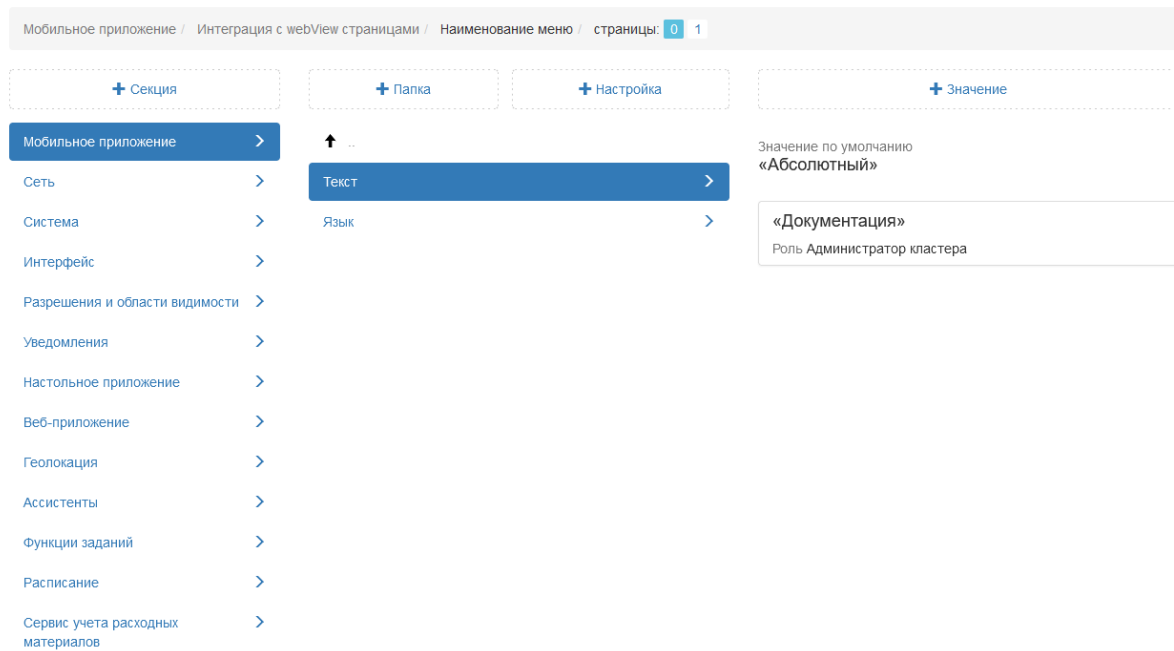 Мобильное приложение / Интеграция с webView страницами / Наименование меню / страницы: 0 1
+ Секция
+ Папка
+ Настройка
+ Значение
Мобильное приложение
Сеть
Система
Интерфейс
Разрешения и области видимости
Уведомления
Настольное приложение
Веб-приложение
Геолокация
Ассистенты
Функции заданий
Расписание
Сервис учета расходных
материалов
..
Текст
Язык
Значение по умолчанию
«Абсолютный»
«Документация»
Роль Администратор кластера